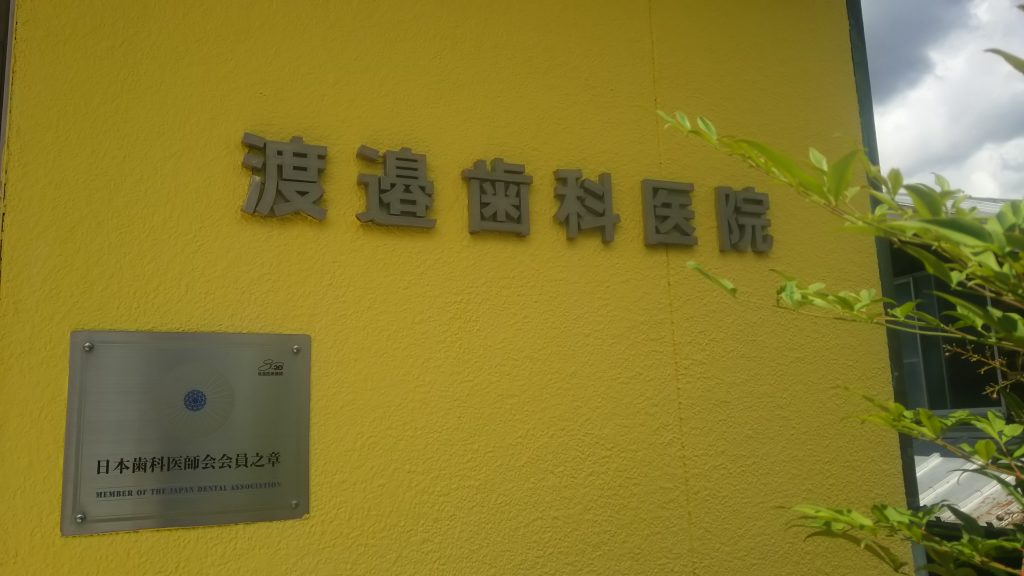 渡邉歯科医院
8020
日本歯科医師会会員之章
MEMBER OF THE JAPAN DENTAL ASSOCIATION